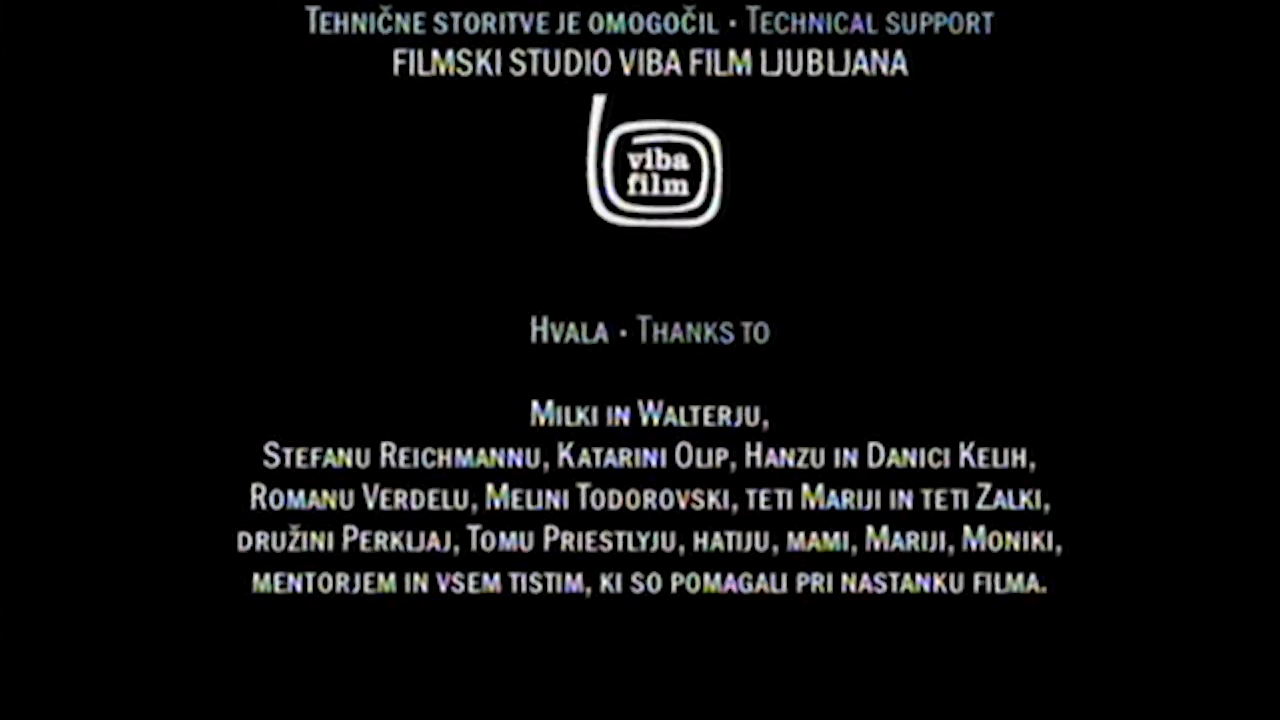 Tehnične storitve je omogočil · Technical support
FILMSKI STUDIO VIBA FILM LJUBLJANA
viba
film
Hvala · Thanks to
Milki in Walterju,
Stefanu Reichmannu, Katarini Olip, Hanzu in Danici Kelih,
Romanu Verdelu, Melini Todorovski, teti Mariji in teti Zalki,
družini Perkljaj, Tomu Priestlyju, hatiju, mami, Mariji, Moniki,
mentorjem in vsem tistim, ki so pomagali pri nastanku filma.